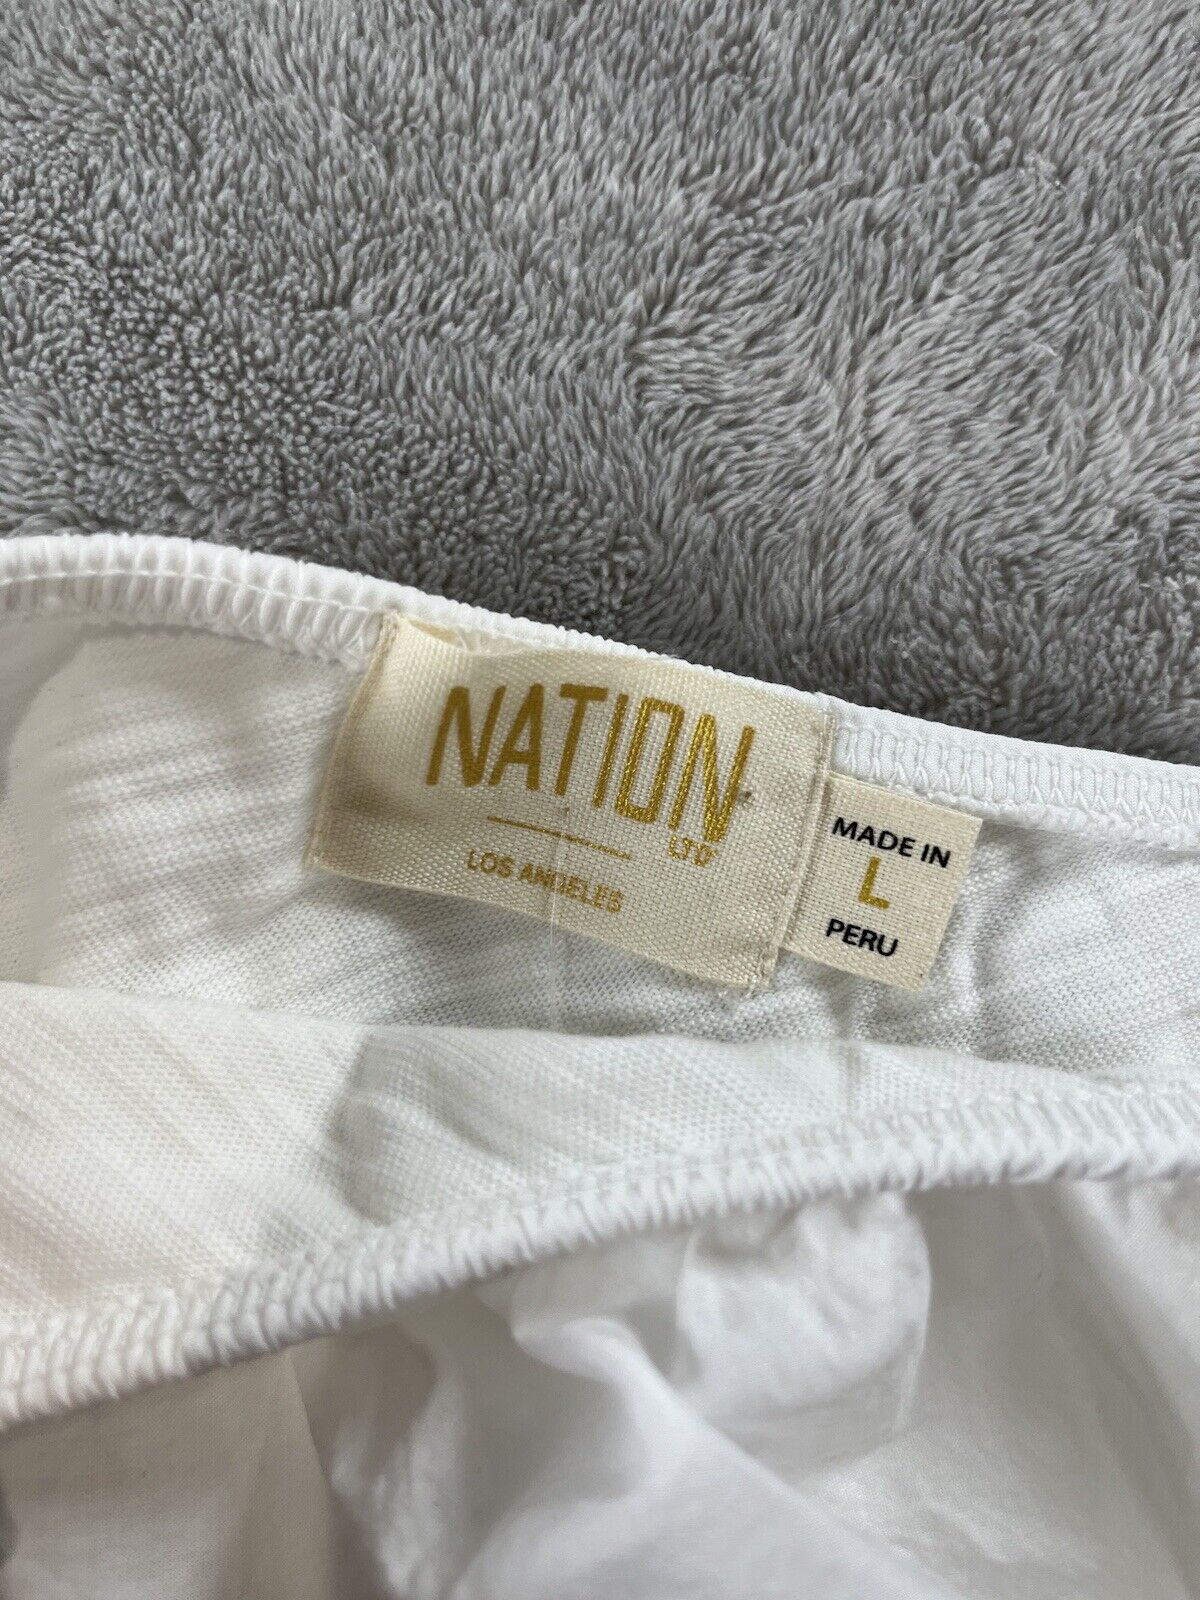 NATION
LTD
LOS ANGELES
MADE IN
L
PERU